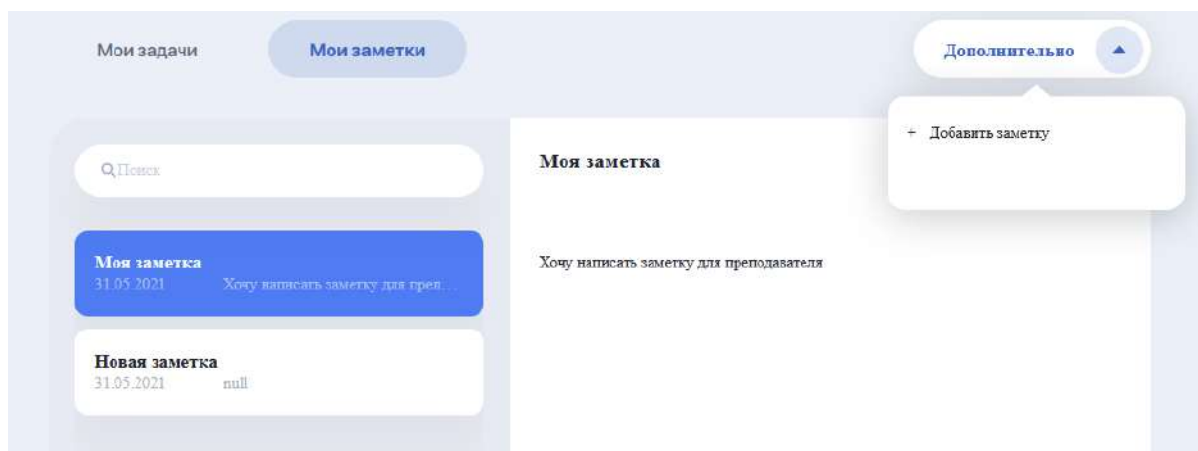 Мои задачи
Мои заметки
Дополнительно
+ Добавить заметку
Поиск
Моя заметка
31.05.2021 Хочу написать заметку для преп...
Новая заметка
31.05.2021 null
Моя заметка
Хочу написать заметку для преподавателя